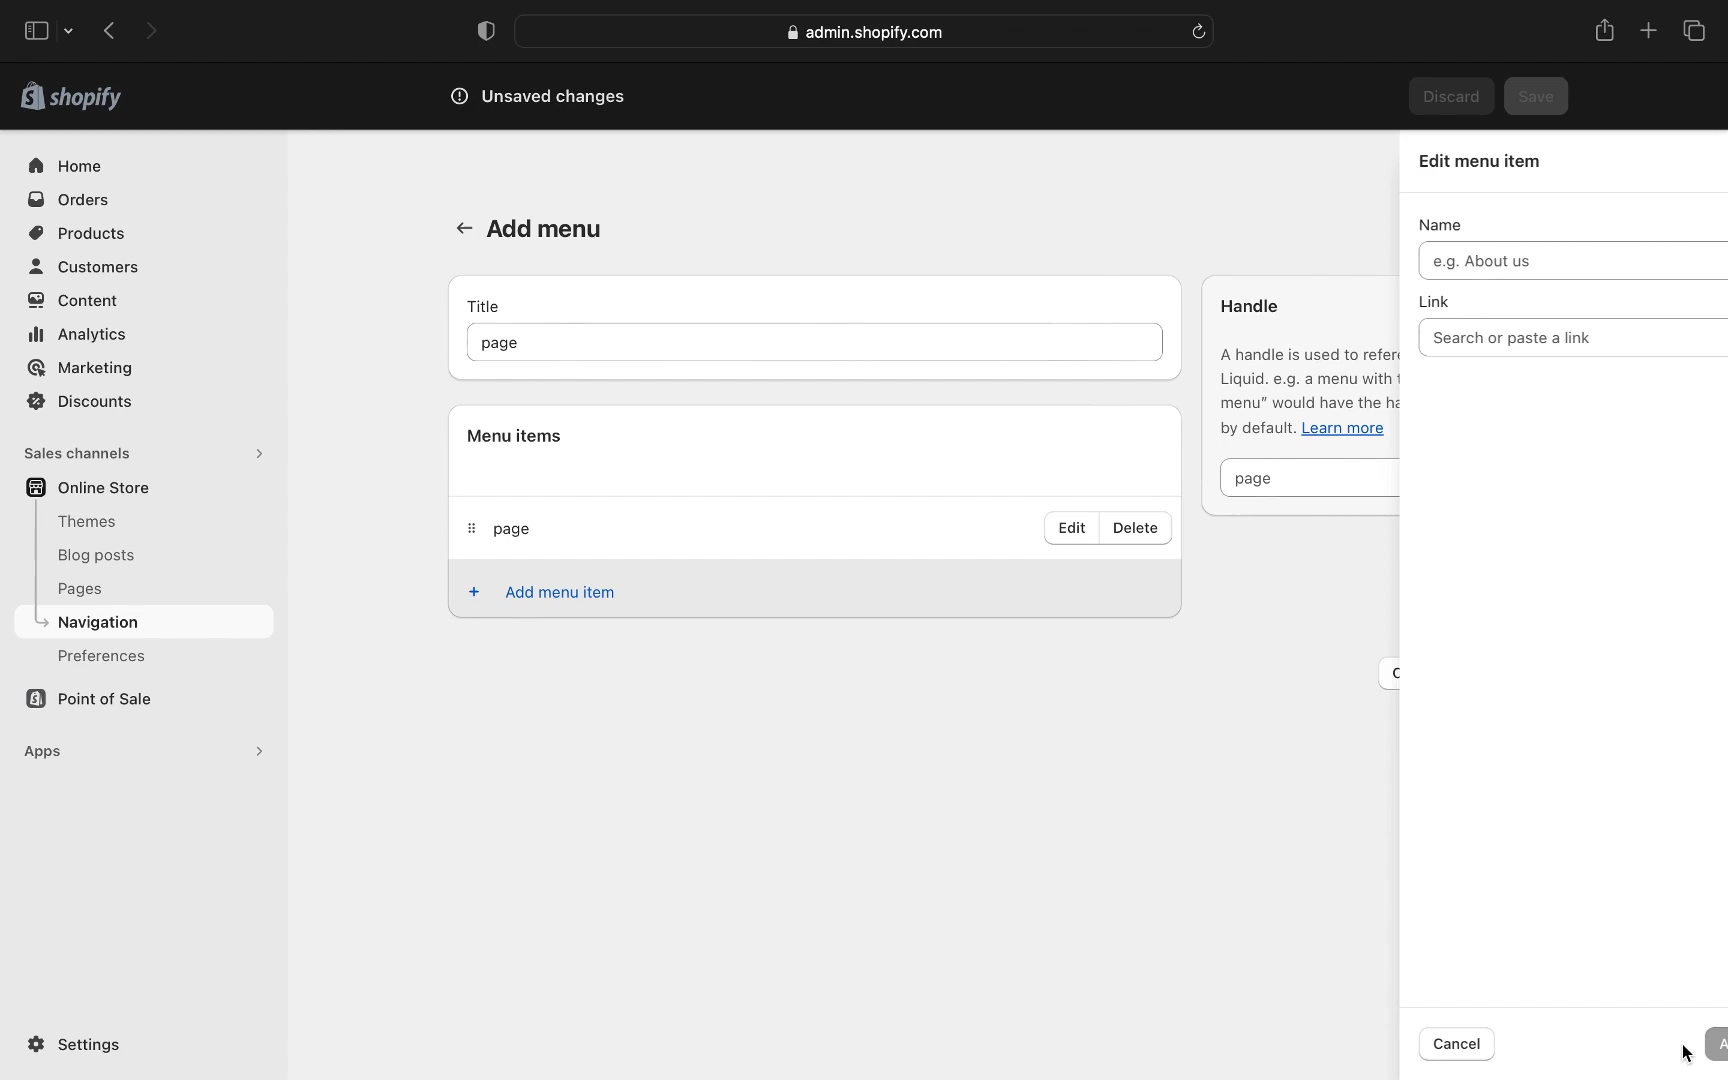 admin.shopify.com
shopify
Unsaved changes
Discard
Save
Home
Orders
Products
Customers
Content
Analytics
Marketing
Discounts
Sales channels
Online Store
Themes
Blog posts
Pages
Navigation
Preferences
Point of Sale
Apps
Settings
Add menu
Title
page
Menu items
page
Edit
Delete
+ Add menu item
Handle
A handle is used to
Liquid. e.g. a menu with
menu” would have the
by default. Learn more
page
Edit menu item
Name
e.g. About us
Link
Search or paste a link
Cancel